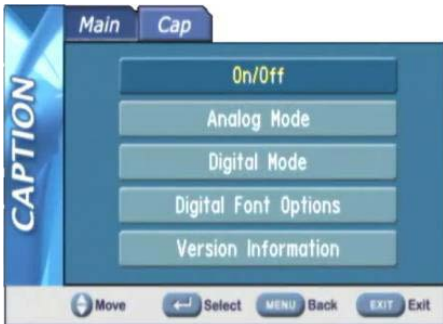 Main Cap
CAPTION
On/Off
Analog Mode
Digital Mode
Digital Font Options
Version Information
Move Select MENU Back EXIT Exit